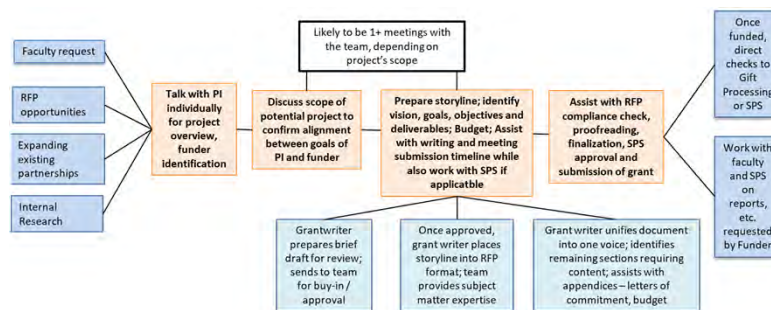 Likely to be 1+ meetings with
the team, depending on
project's scope
Faculty request
RFP
opportunities
Expanding
existing
partnerships
Internal
Research
Talk with PI
individually
for project
overview,
funder
identification
Discuss scope of
potential project to
confirm alignment
between goals of
PI and funder
Prepare storyline; identify
vision, goals, objectives and
deliverables; Budget; Assist
with writing and meeting
submission timeline while
also work with SPS if
applicatble
Assist with RFP
compliance check,
proofreading,
finalization, SPS
approval and
submission of grant
Once
funded,
direct
checks to
Gift
Processing
or SPS
Work with
faculty
and SPS
on
reports,
etc.
requested
by Funder
Grantwriter
prepares brief
draft for review;
sends to team
for buy-in /
approval
Once approved,
grant writer places
storyline into RFP
format; team
provides subject
matter expertise
Grant writer unifies document
into one voice; identifies
remaining sections requiring
content; assists with
appendices – letters of
commitment, budget